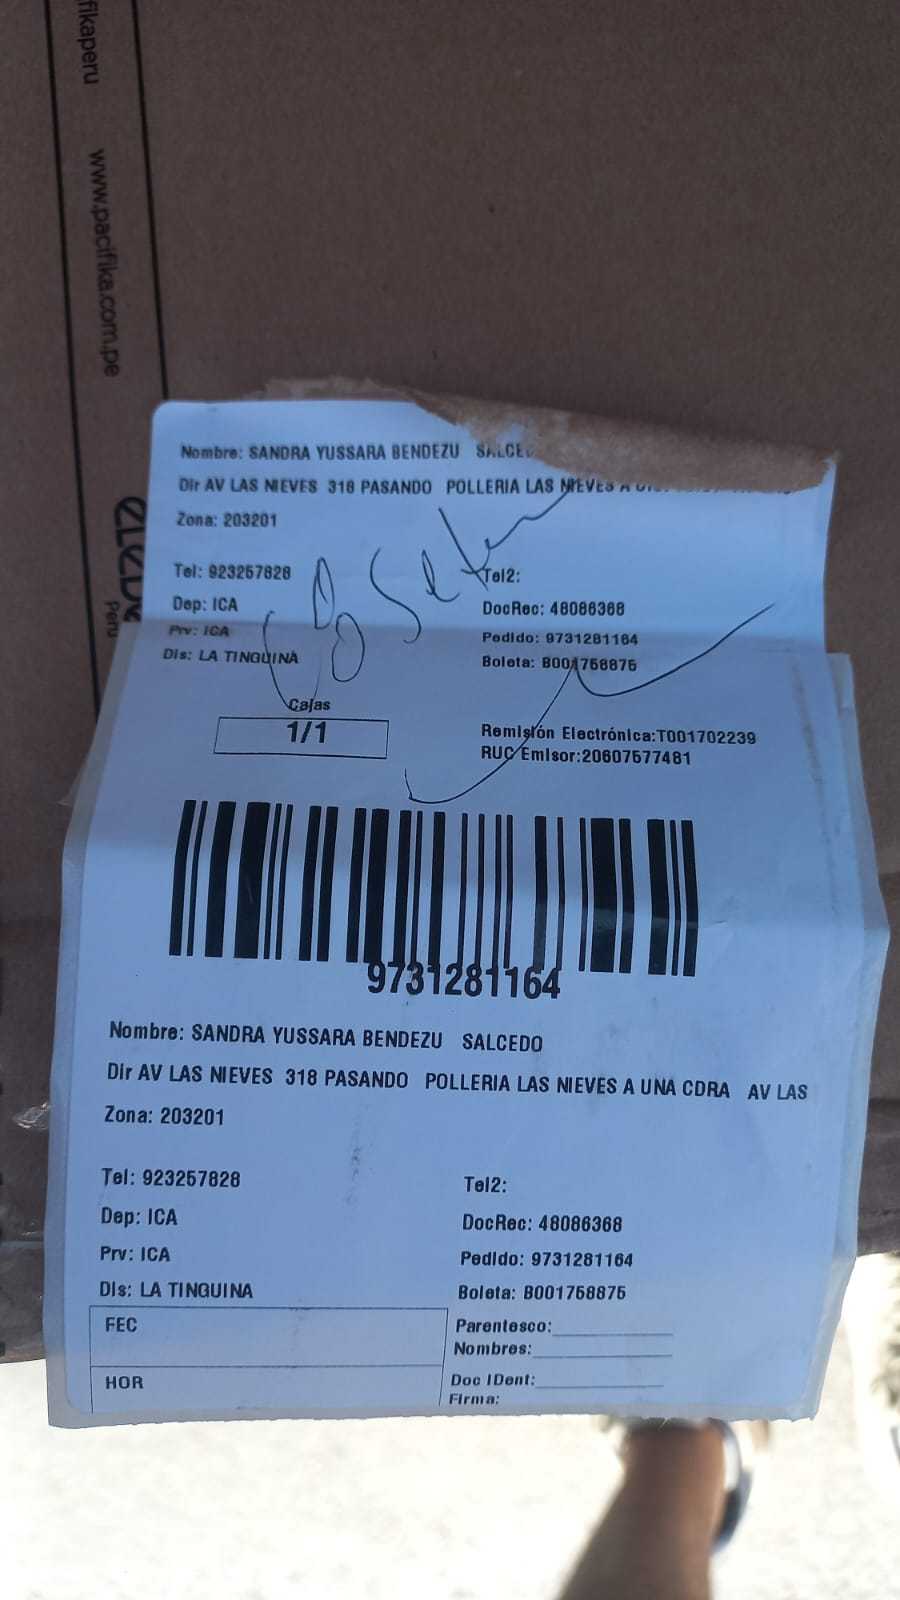 fikaperu
www.pacifika.com.pe
Peru
Nombre: SANDRA YUSSARA BENDEZU SALCED
Dir AV LAS NIEVES 318 PASANDO POLLERIA LAS NIEVES A
Zona: 203201
Tel: 923257828 Tel2:
Dep: ICA DocRec: 48086368
Prv: ICA Pedido: 9731281164
Dis: LA TINGUINA Boleta: B001758875
Cajas
1/1
Remisión Electrónica:T001702239
RUC Emisor:20607577481
9731281164
Nombre: SANDRA YUSSARA BENDEZU SALCEDO
Dir AV LAS NIEVES 318 PASANDO POLLERIA LAS NIEVES A UNA CDRA AV LAS
Zona: 203201
Tel: 923257828 Tel2:
Dep: ICA DocRec: 48086368
Prv: ICA Pedido: 9731281164
Dis: LA TINGUINA Boleta: B001758875
FEC Parentesco:
Nombres:
HOR Doc IDent:
Firma: